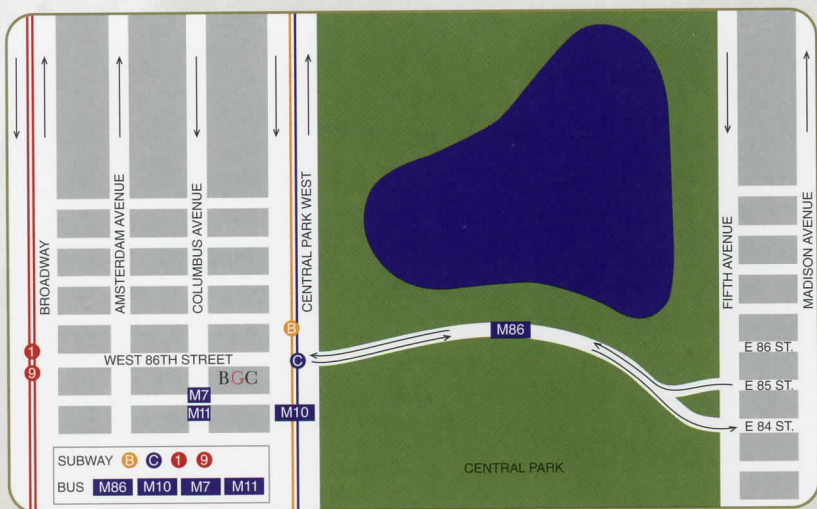 BROADWAY
AMSTERDAM AVENUE
COLUMBUS AVENUE
CENTRAL PARK WEST
FIFTH AVENUE
MADISON AVENUE
B
M86
1
WEST 86TH STREET
C
E 86 ST.
9
BGC
E 85 ST.
M7
M11
M10
E 84 ST.
SUBWAY B C 1 9
BUS M86 M10 M7 M11
CENTRAL PARK